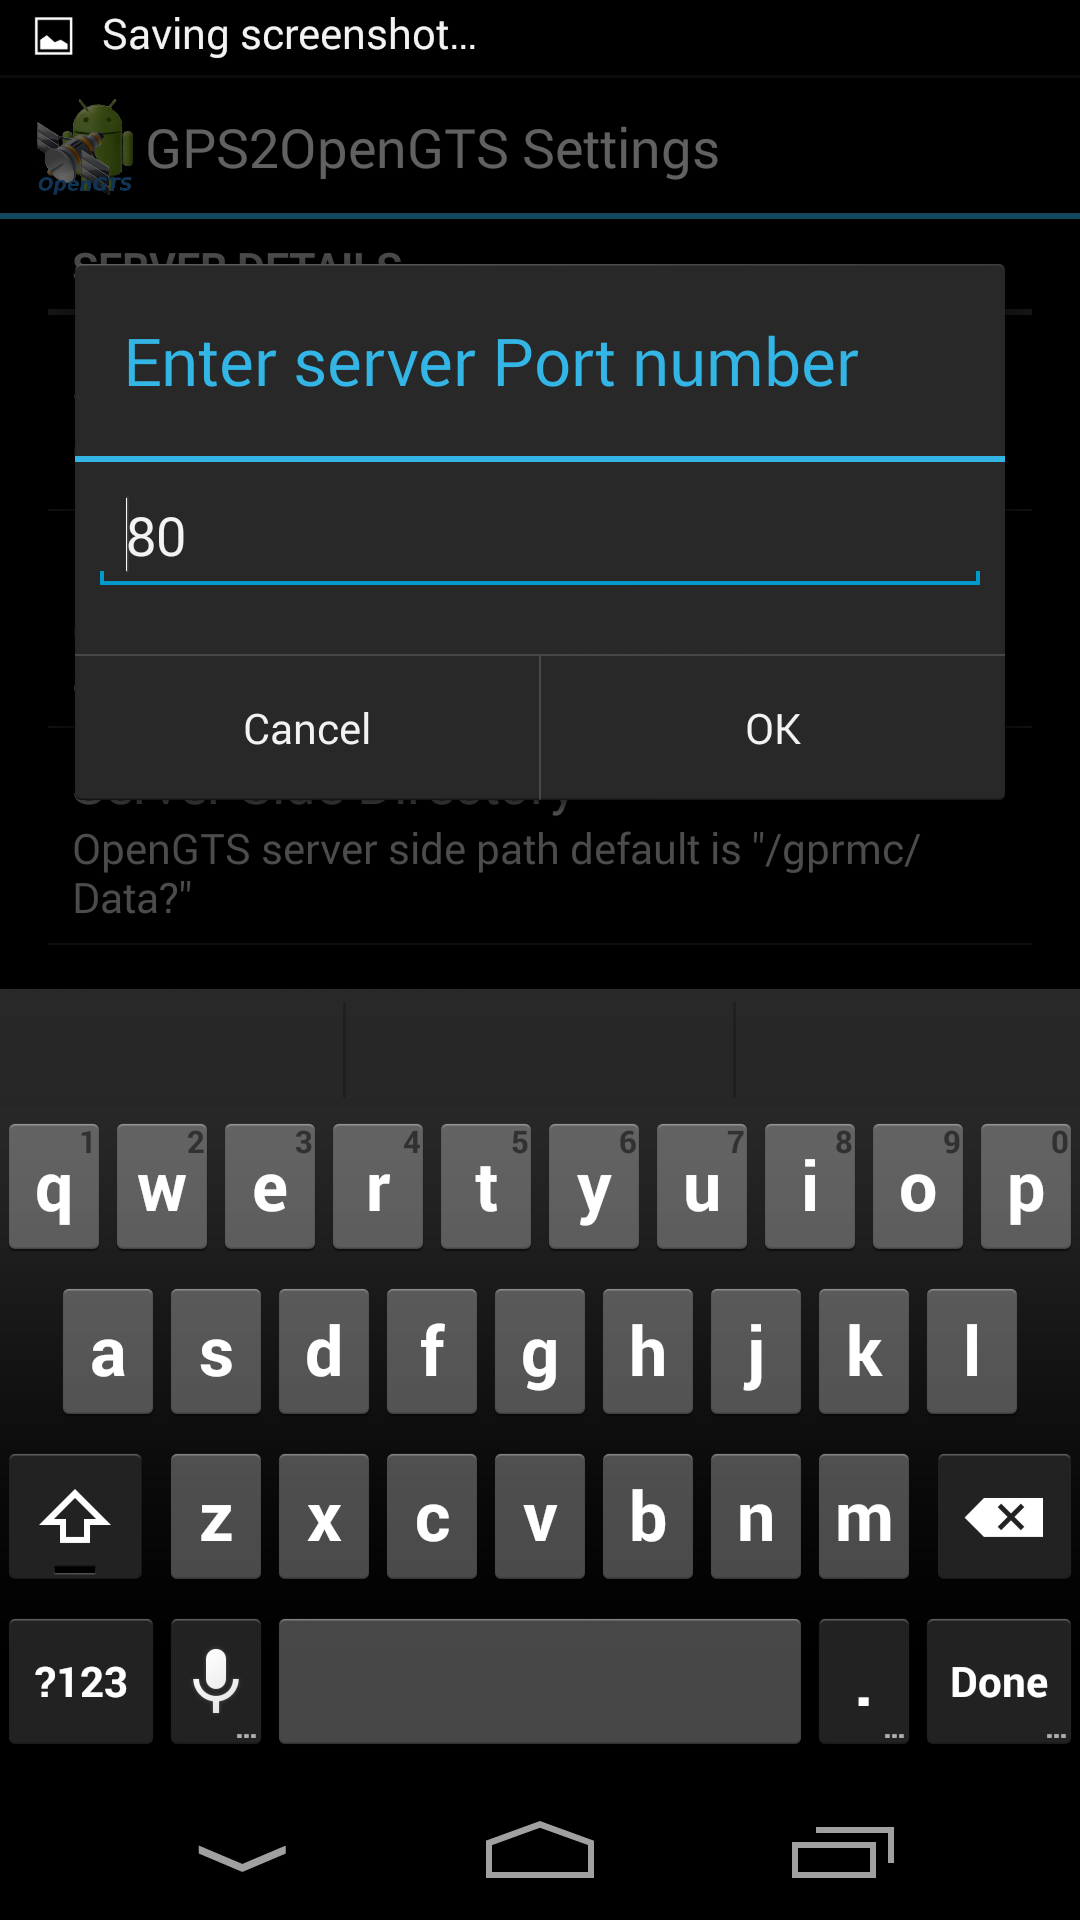 Saving screenshot...
OpenGTS
GPS2OpenGTS Settings
SERVER DETAILS
Enter server Port number
80
Cancel
OK
Server Side Directory
OpenGTS server side path default is "/gprmc/
Data?"
1 2 3 4 5 6 7 8 9 0
q w e r t y u i o p
a s d f g h j k l
z x c v b n m
?123 ... . ... Done ...